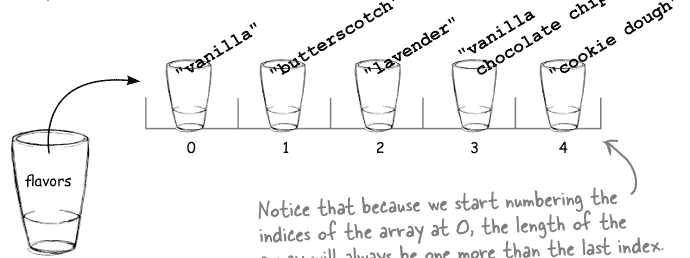 "vanilla"
"butterscotch"
"lavender"
"vanilla
chocolate chip
"cookie dough
0 1 2 3 4
flavors
Notice that because we start numbering the
indices of the array at 0, the length of the
array will always be one more than the last index.